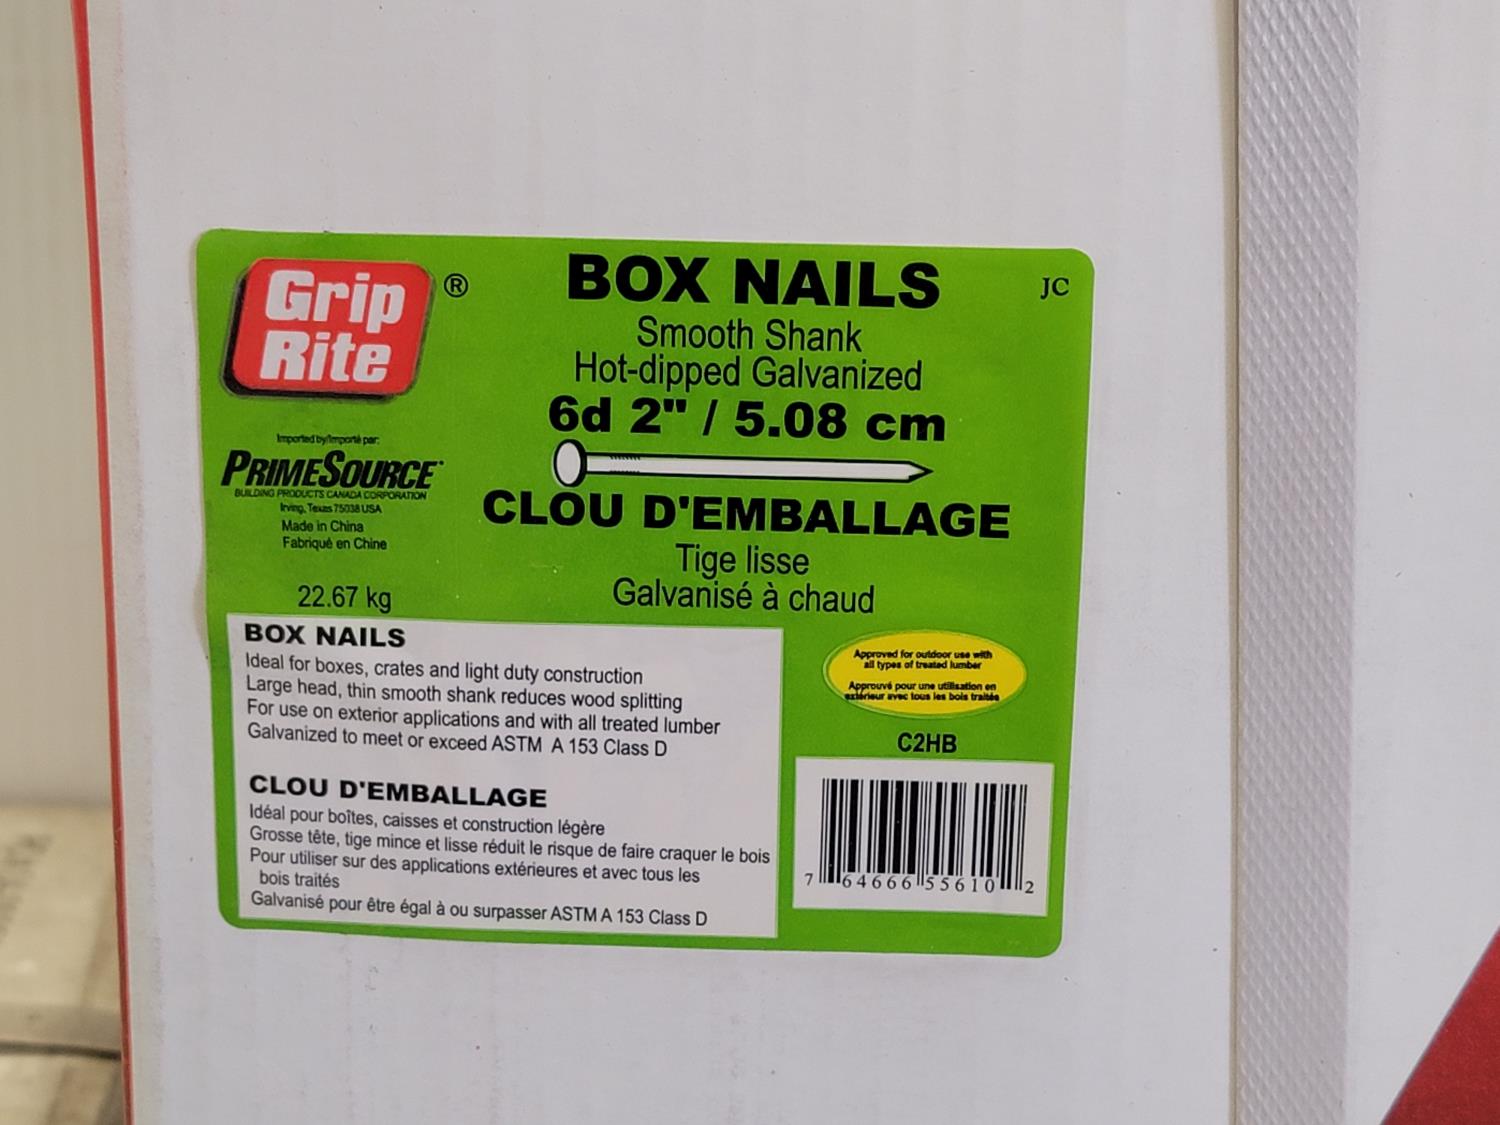 Grip
Rite
®
BOX NAILS
JC
Smooth Shank
Hot-dipped Galvanized
6d 2" / 5.08 cm
CLOU D'EMBALLAGE
Tige lisse
Galvanisé à chaud
Imported by/Importé par:
PRIMESOURCE
BUILDING PRODUCTS CANADA CORPORATION
Irving, Texas 75038 USA
Made in China
Fabriqué en Chine
22.67 kg
BOX NAILS
Ideal for boxes, crates and light duty construction
Large head, thin smooth shank reduces wood splitting
For use on exterior applications and with all treated lumber
Galvanized to meet or exceed ASTM A 153 Class D
CLOU D'EMBALLAGE
Idéal pour boîtes, caisses et construction légère
Grosse tête, tige mince et lisse réduit le risque de faire craquer le bois
Pour utiliser sur des applications extérieures et avec tous les
bois traités
Galvanisé pour être égal à ou surpasser ASTM A 153 Class D
Approved for outdoor use with
all types of treated lumber
Approuvé pour une utilisation en
extérieur avec tous les bois traités
C2HB
7 64666 55610 2